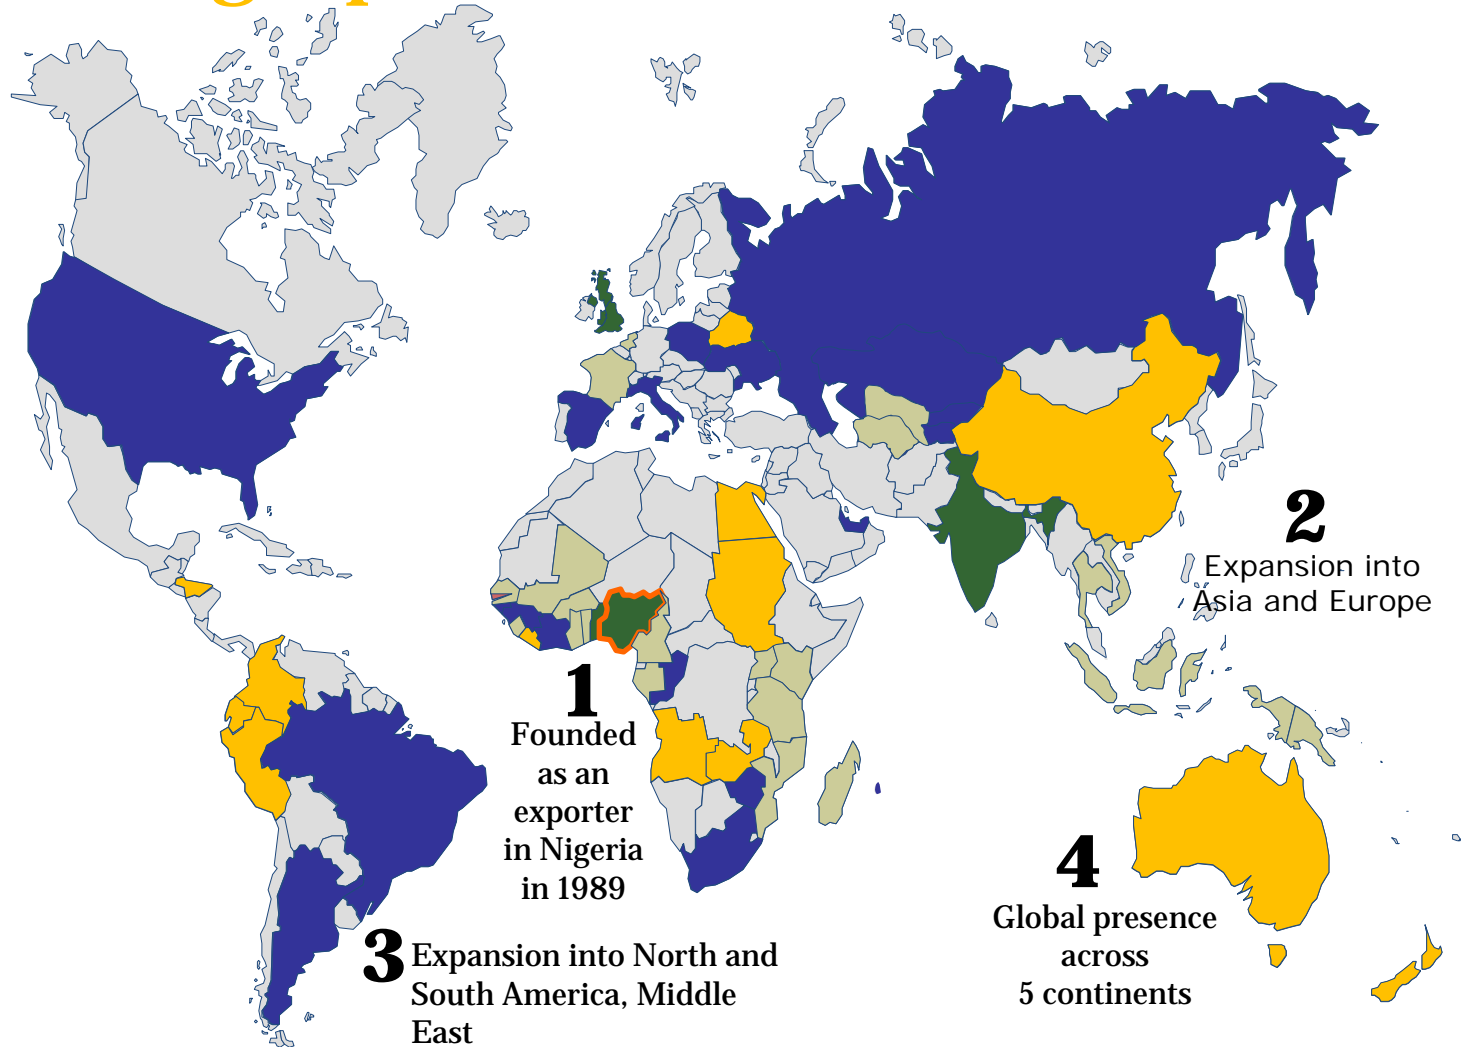 1
Founded
as an
exporter
in Nigeria
in 1989
2
Expansion into
Asia and Europe
3
Expansion into North and
South America, Middle
East
4
Global presence
across
5 continents